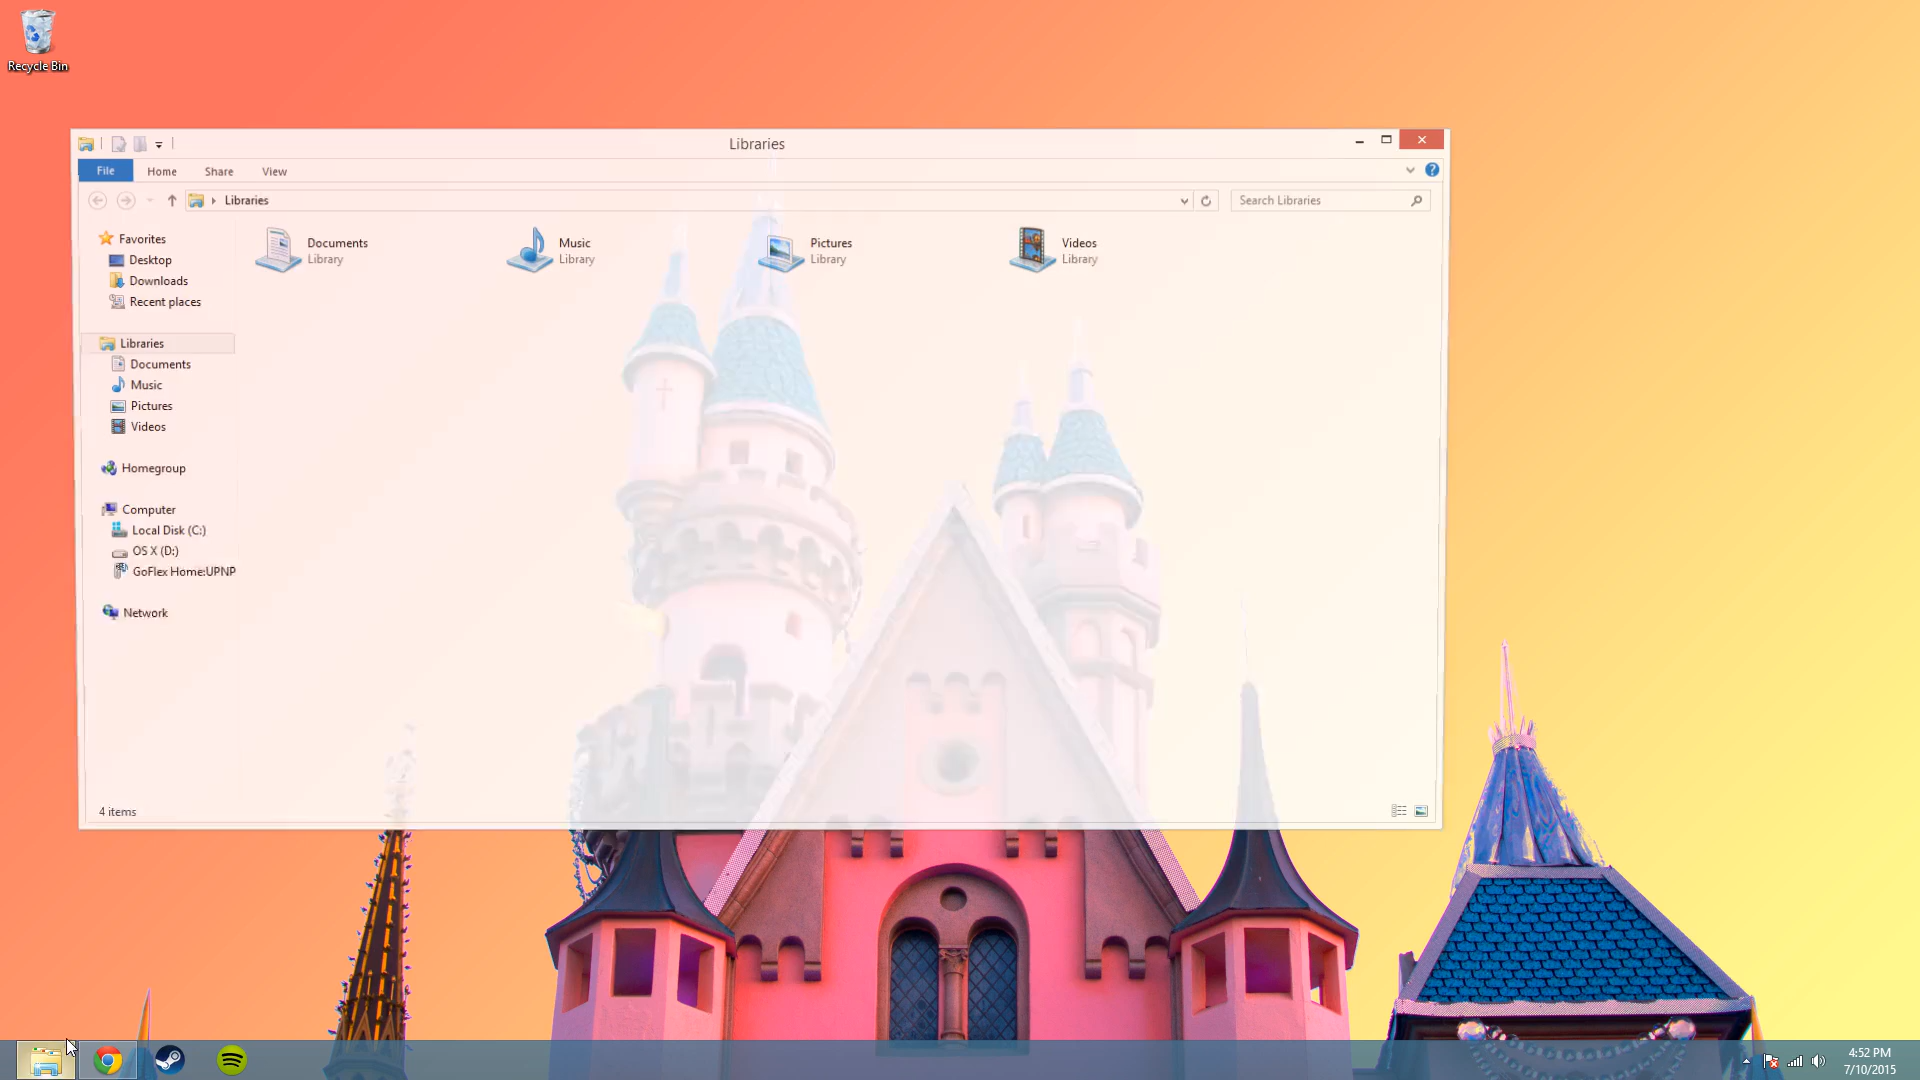 Recycle Bin
Libraries
File Home Share View
Libraries
Search Libraries
Favorites
Desktop
Downloads
Recent places
Libraries
Documents
Music
Pictures
Videos
Homegroup
Computer
Local Disk (C:)
OS X (D:)
GoFlex Home:UPNP
Network
Documents
Library
Music
Library
Pictures
Library
Videos
Library
4 items
4:52 PM
7/10/2015